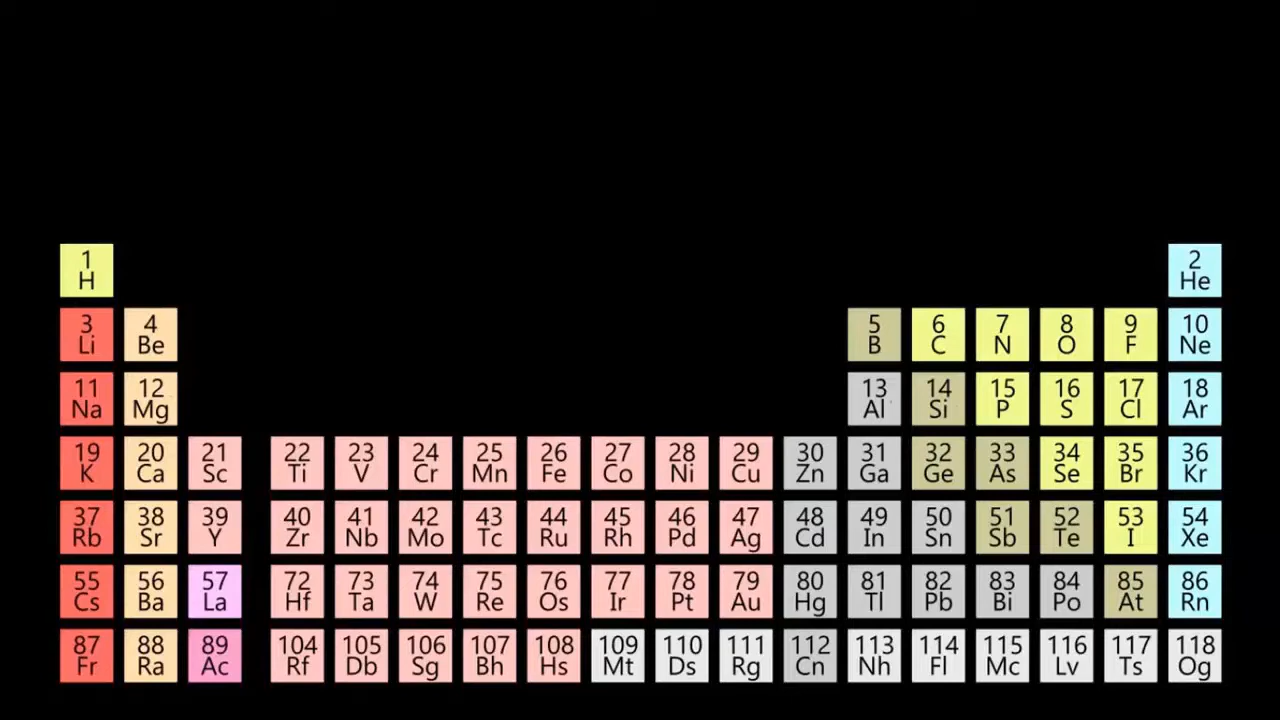 1 2
H He
3 4 5 6 7 8 9 10
Li Be B C N O F Ne
11 12 13 14 15 16 17 18
Na Mg Al Si P S Cl Ar
19 20 21 22 23 24 25 26 27 28 29 30 31 32 33 34 35 36
K Ca Sc Ti V Cr Mn Fe Co Ni Cu Zn Ga Ge As Se Br Kr
37 38 39 40 41 42 43 44 45 46 47 48 49 50 51 52 53 54
Rb Sr Y Zr Nb Mo Tc Ru Rh Pd Ag Cd In Sn Sb Te I Xe
55 56 57 72 73 74 75 76 77 78 79 80 81 82 83 84 85 86
Cs Ba La Hf Ta W Re Os Ir Pt Au Hg Tl Pb Bi Po At Rn
87 88 89 104 105 106 107 108 109 110 111 112 113 114 115 116 117 118
Fr Ra Ac Rf Db Sg Bh Hs Mt Ds Rg Cn Nh Fl Mc Lv Ts Og